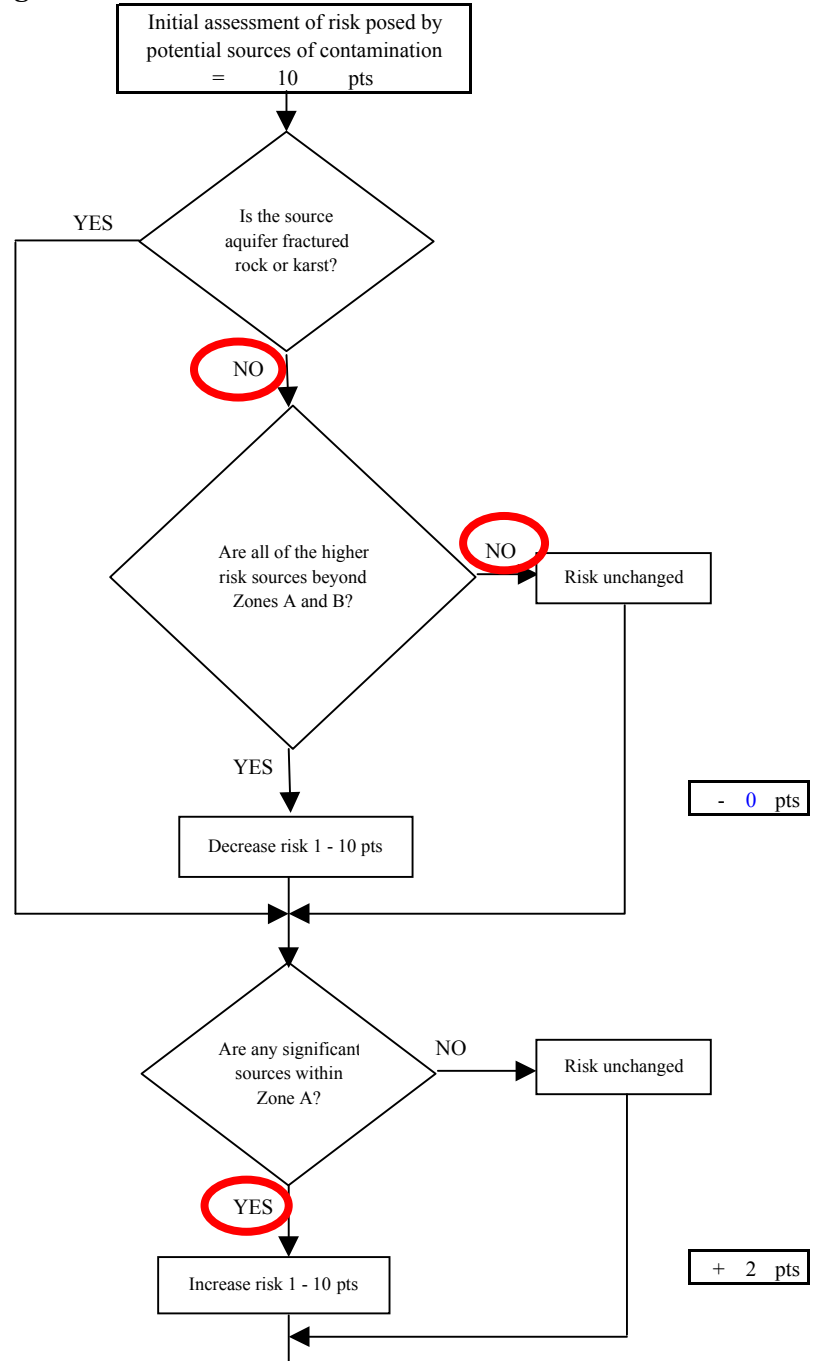 Initial assessment of risk posed by
potential sources of contamination
= 10 pts
YES
Is the source
aquifer fractured
rock or karst?
NO
Are all of the higher
risk sources beyond
Zones A and B?
NO
Risk unchanged
YES
- 0 pts
Decrease risk 1 - 10 pts
Are any significant
sources within
Zone A?
NO
Risk unchanged
YES
+ 2 pts
Increase risk 1 - 10 pts